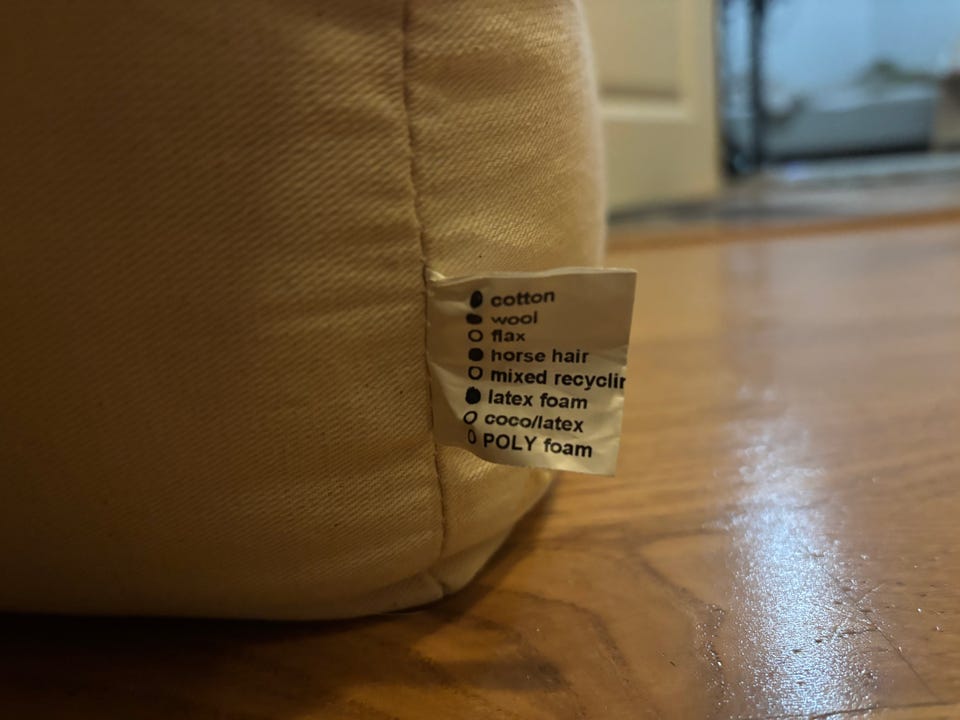 cotton
wool
flax
horse hair
mixed recyclin
latex foam
coco/latex
POLY foam